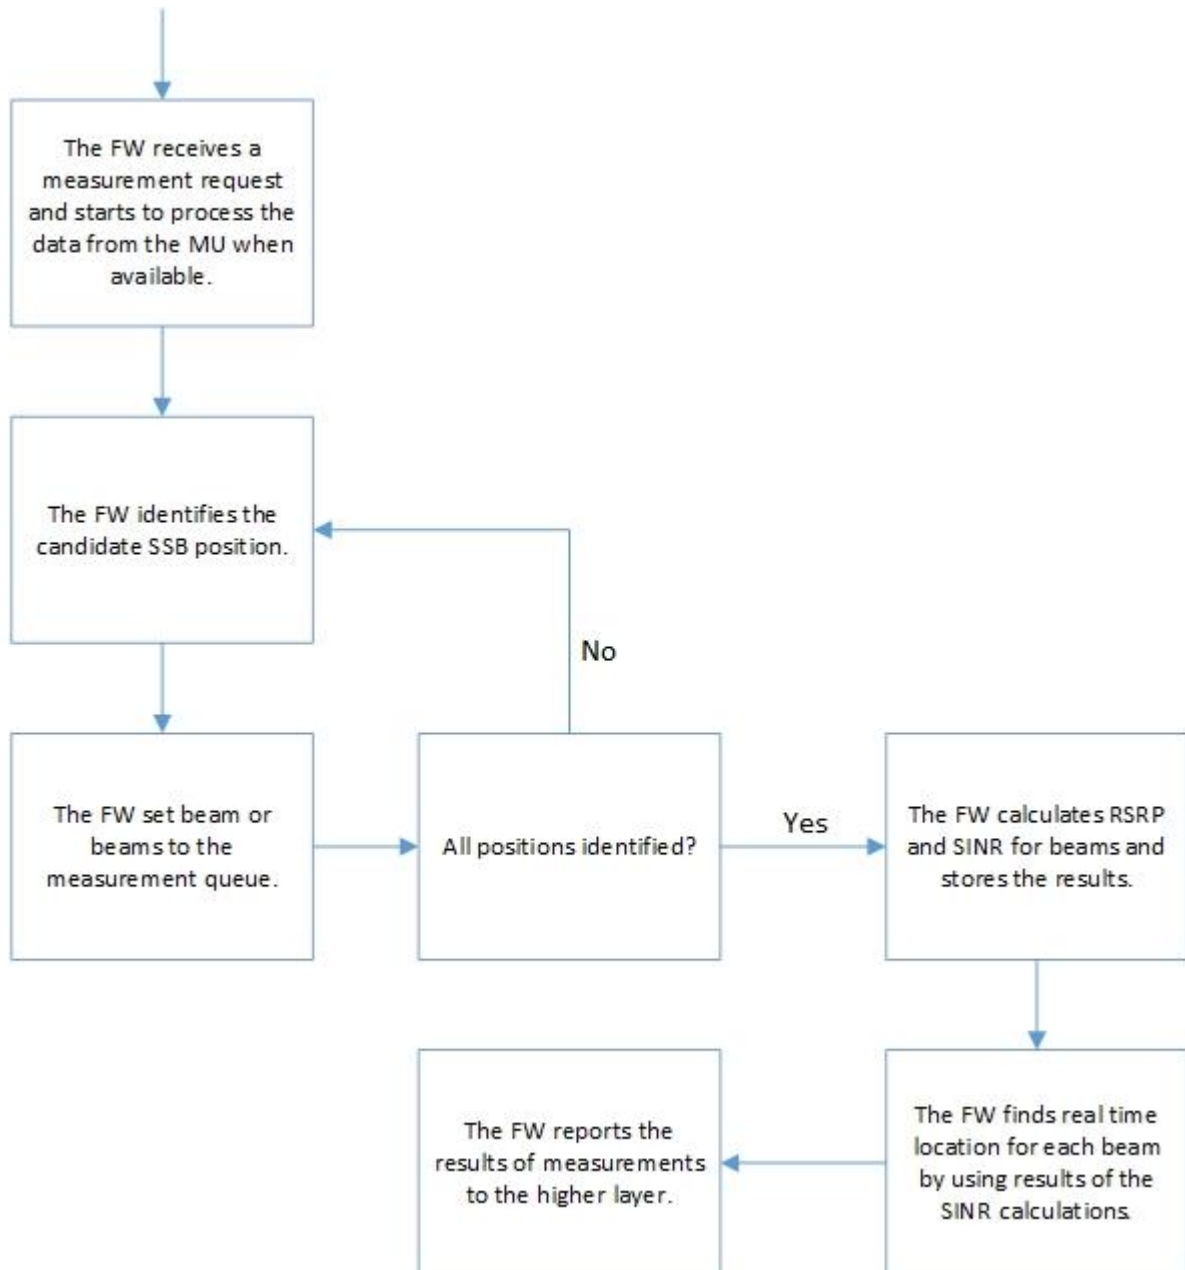 The FW receives a
measurement request
and starts to process the
data from the MU when
available.
The FW identifies the
candidate SSB position.
No
The FW set beam or
beams to the
measurement queue.
All positions identified?
Yes
The FW calculates RSRP
and SINR for beams and
stores the results.
The FW finds real time
location for each beam
by using results of the
SINR calculations.
The FW reports the
results of measurements
to the higher layer.